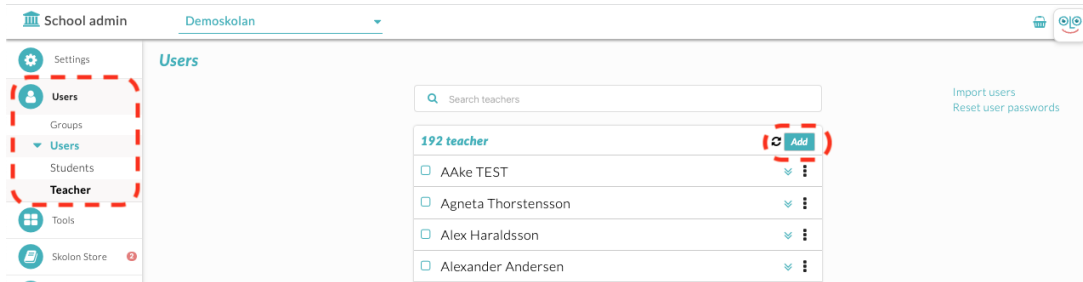 School admin
Demoskolan
Settings
Users
Groups
Users
Students
Teacher
Tools
Skolon Store 2
Users
Search teachers
192 teacher
Add
AAke TEST
Agneta Thorstensson
Alex Haraldsson
Alexander Andersen
Import users
Reset user passwords